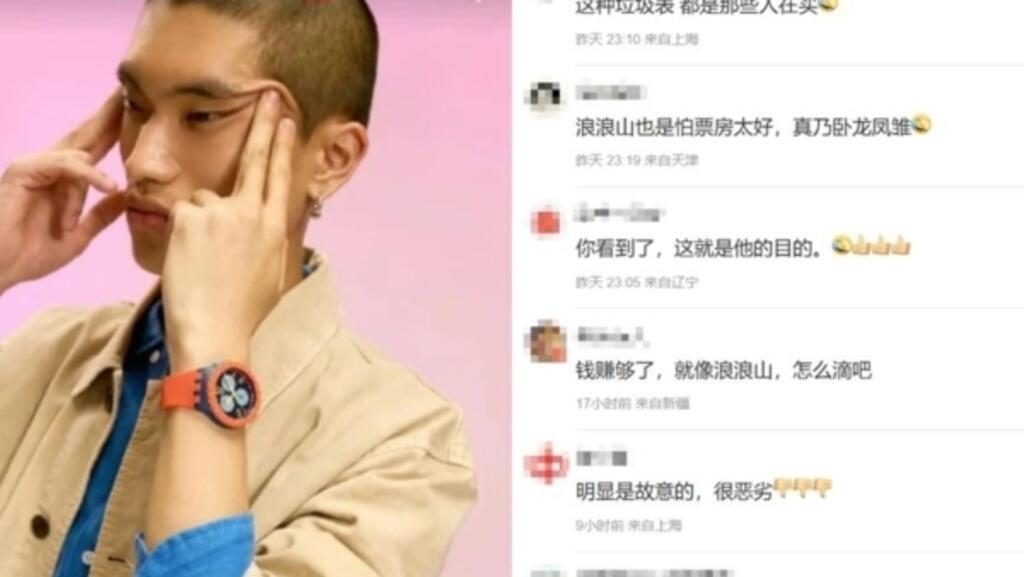 这种垃圾表 都是那些人在买
昨天 23:10 来自上海
浪浪山也是怕票房太好，真乃卧龙凤雏
昨天 23:19 来自天津
你看到了，这就是他的目的。
昨天 23:05 来自辽宁
钱赚够了，就像浪浪山，怎么滴吧
17小时前 来自新疆
明显是故意的，很恶劣
9小时前 来自上海